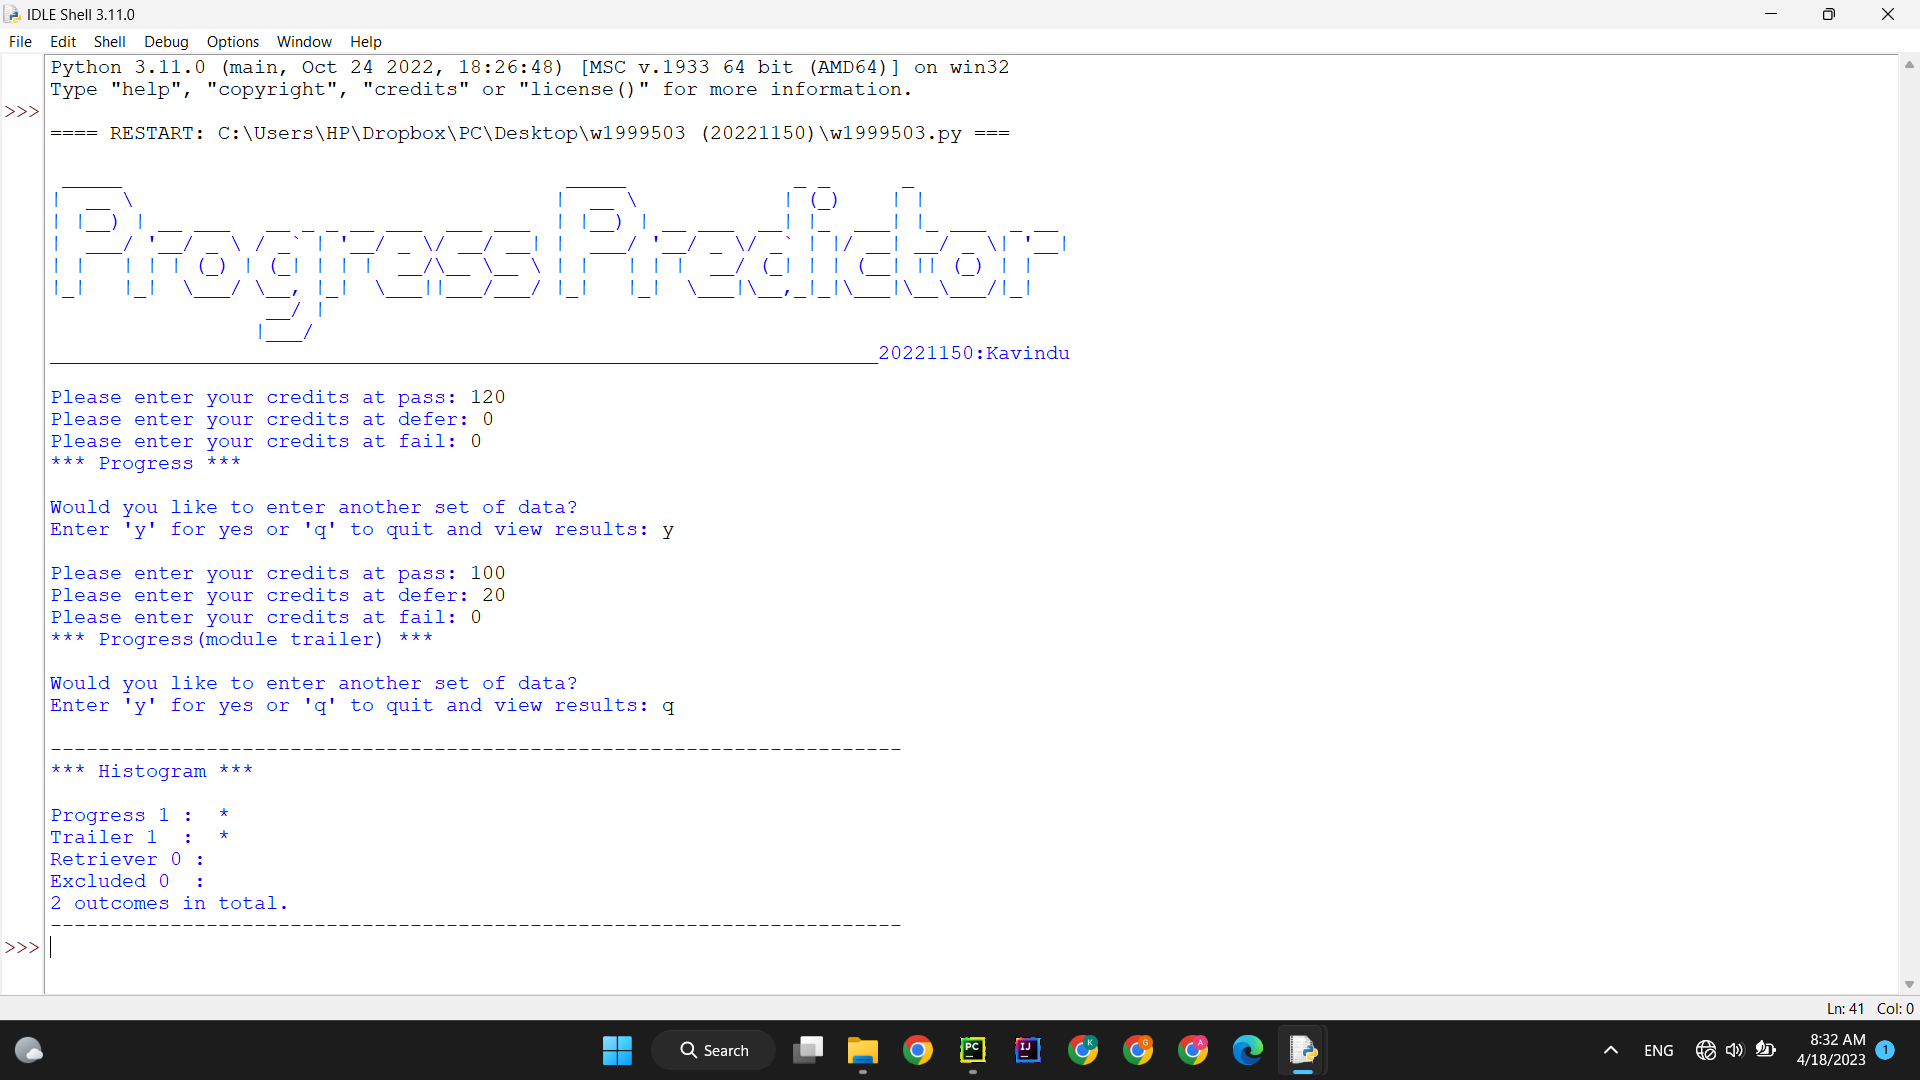 IDLE Shell 3.11.0
File Edit Shell Debug Options Window Help
Python 3.11.0 (main, Oct 24 2022, 18:26:48) [MSC v.1933 64 bit (AMD64)] on win32
Type "help", "copyright", "credits" or "license()" for more information.
>>>
==== RESTART: C:\Users\HP\Dropbox\PC\Desktop\w1999503 (20221150)\w1999503.py ===
Progress Predictor
_____________________________________________________________________20221150:Kavindu
Please enter your credits at pass: 120
Please enter your credits at defer: 0
Please enter your credits at fail: 0
*** Progress ***
Would you like to enter another set of data?
Enter 'y' for yes or 'q' to quit and view results: y
Please enter your credits at pass: 100
Please enter your credits at defer: 20
Please enter your credits at fail: 0
*** Progress(module trailer) ***
Would you like to enter another set of data?
Enter 'y' for yes or 'q' to quit and view results: q
-----------------------------------------------------------------------
*** Histogram ***
Progress 1 :  *
Trailer 1  :  *
Retriever 0 :
Excluded 0  :
2 outcomes in total.
-----------------------------------------------------------------------
>>>
Ln: 41 Col: 0
Search
PC
IJ
K
G
A
ENG
8:32 AM
4/18/2023
1